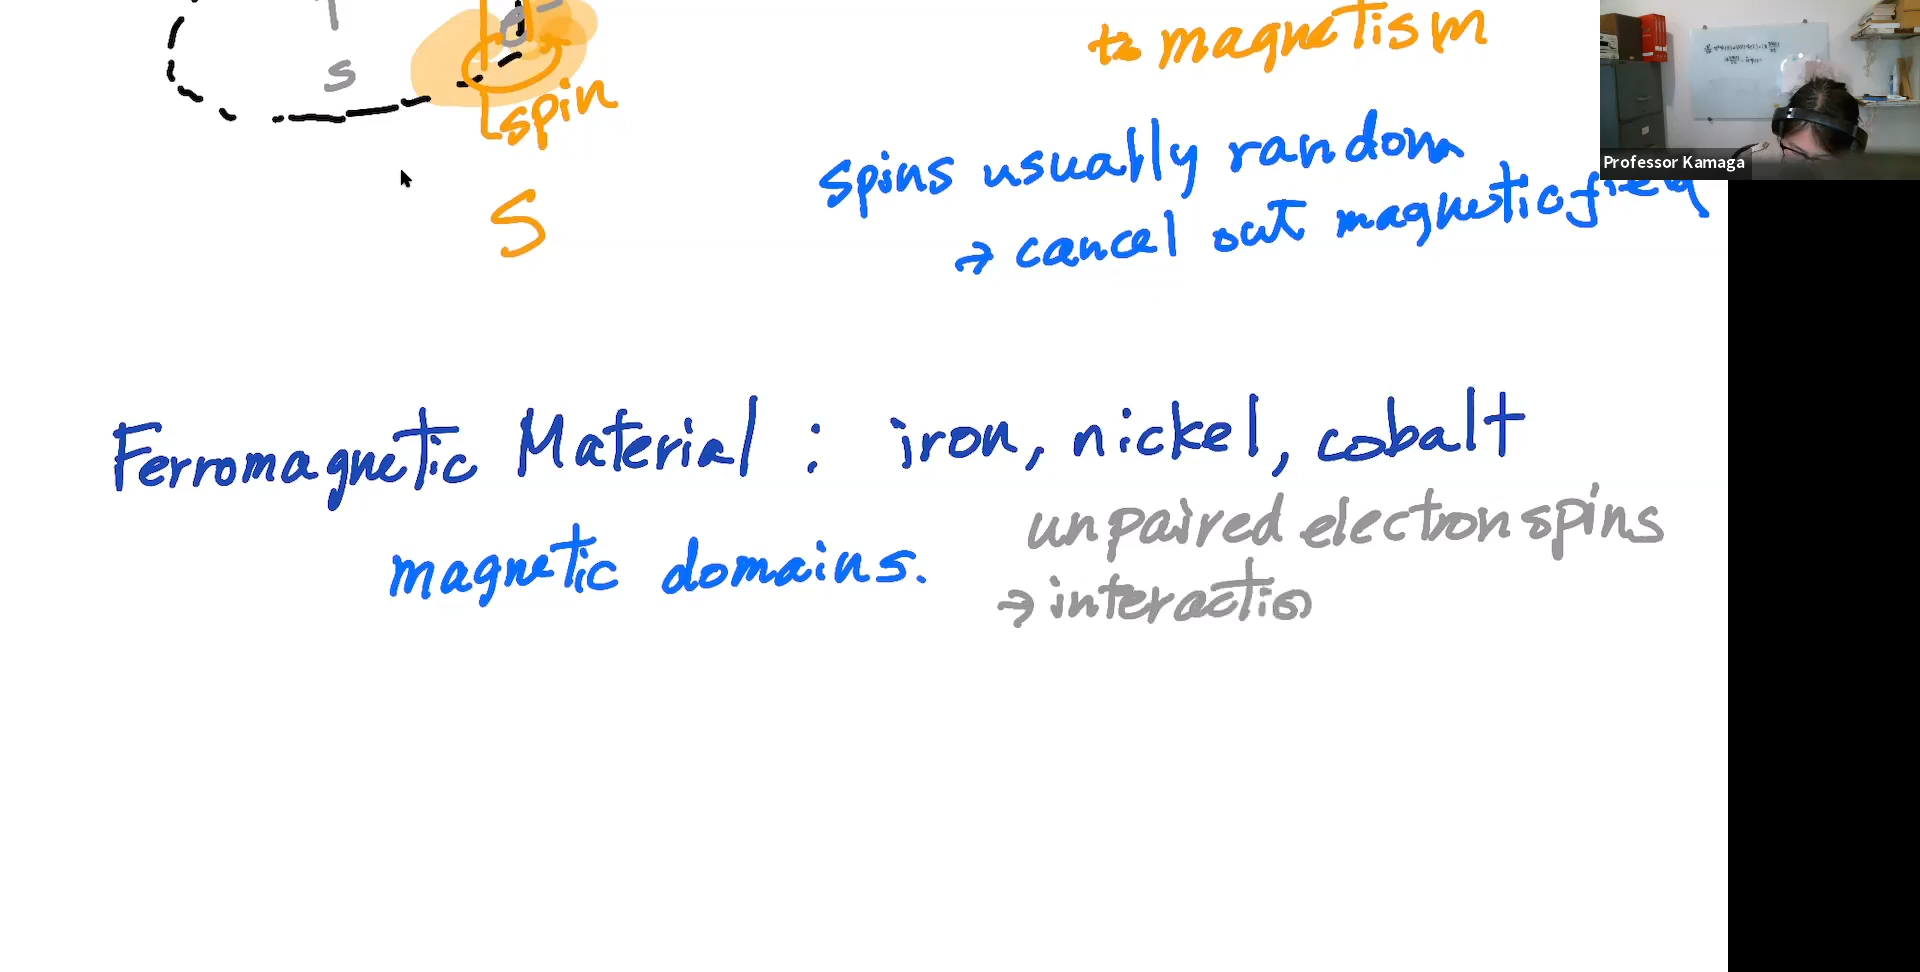 s
spin
S
to magnetism
spins usually random
→ cancel out magnetic field
Professor Kamaga
Ferromagnetic Material : iron, nickel, cobalt
unpaired electron spins
→ interactio
magnetic domains.